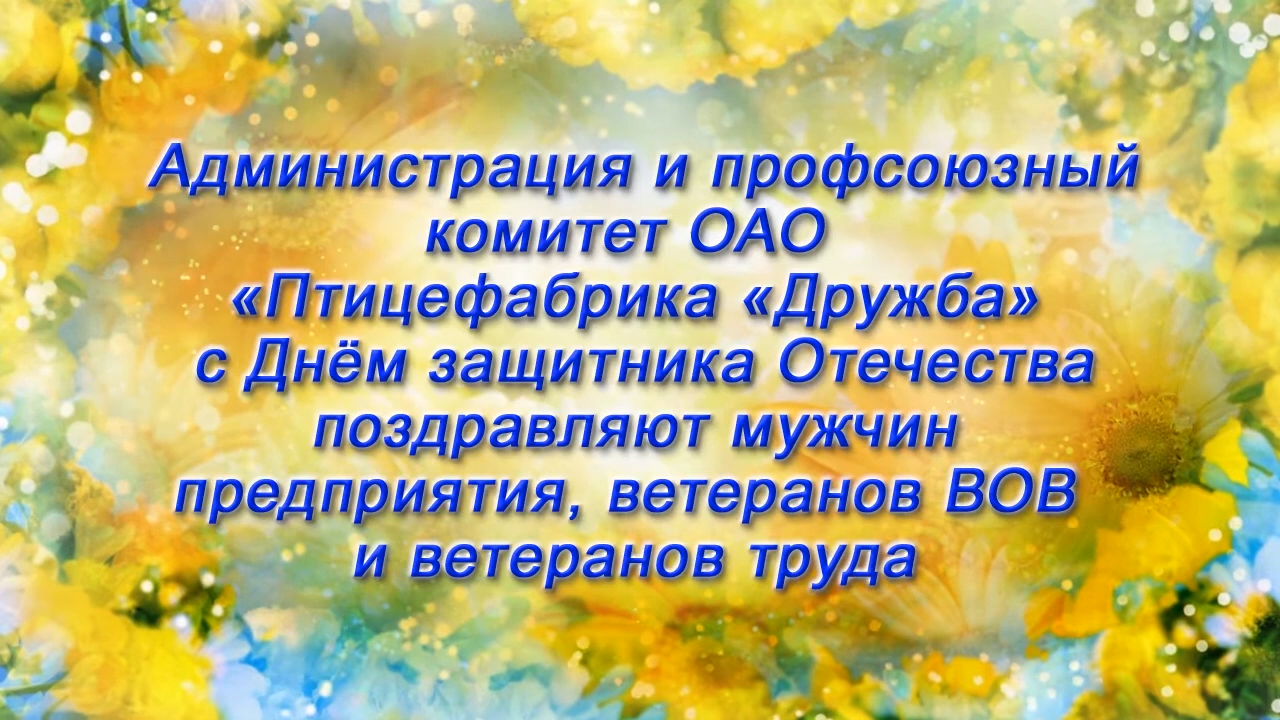 Администрация и профсоюзный
комитет ОАО
«Птицефабрика «Дружба»
с Днём защитника Отечества
поздравляют мужчин
предприятия, ветеранов ВОВ
и ветеранов труда